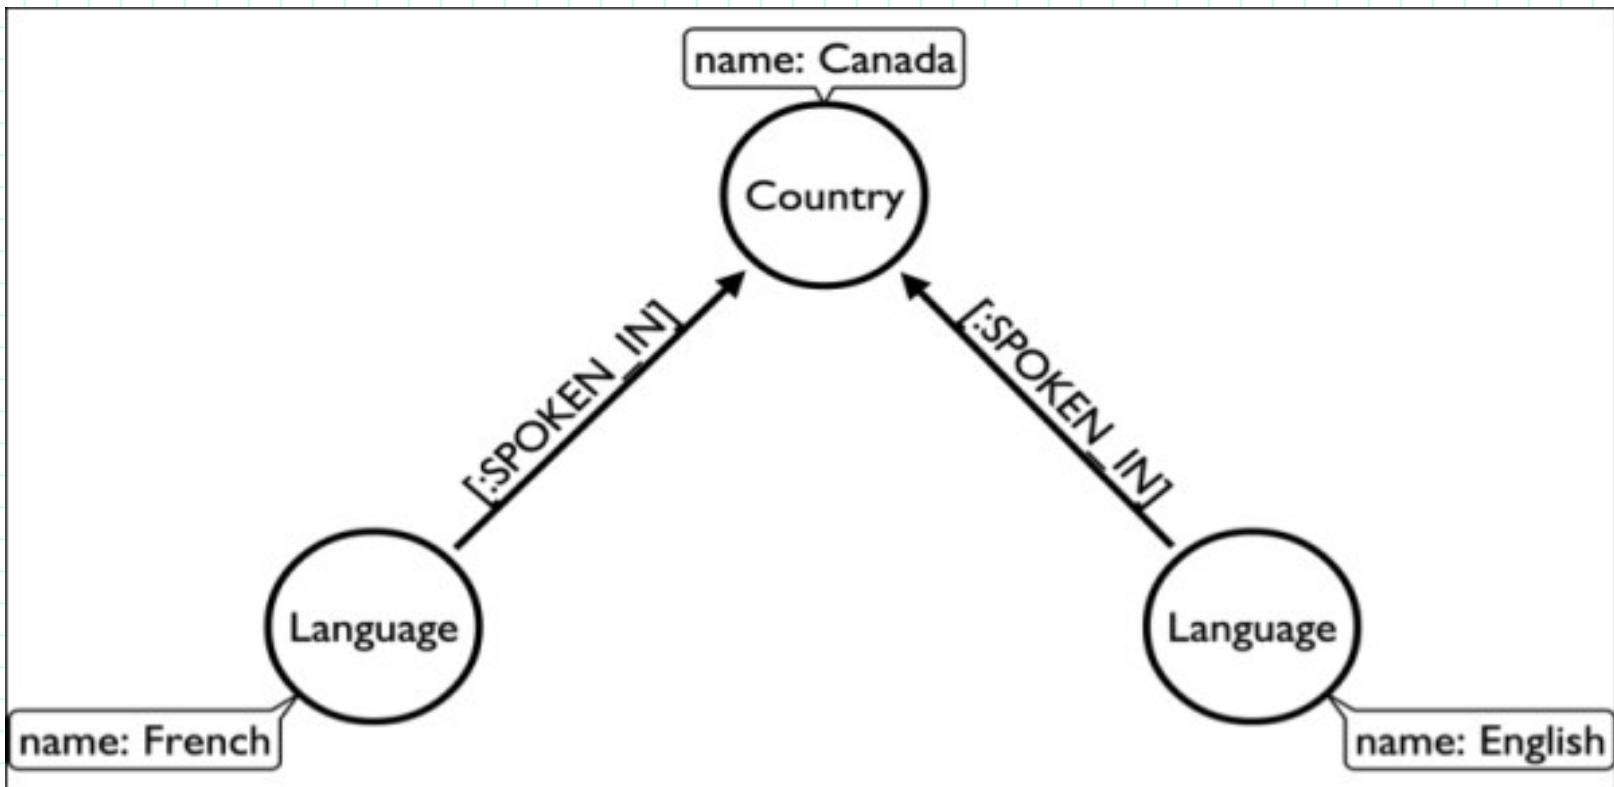 name: Canada
Country
[:SPOKEN_IN]
[:SPOKEN_IN]
Language
Language
name: French
name: English